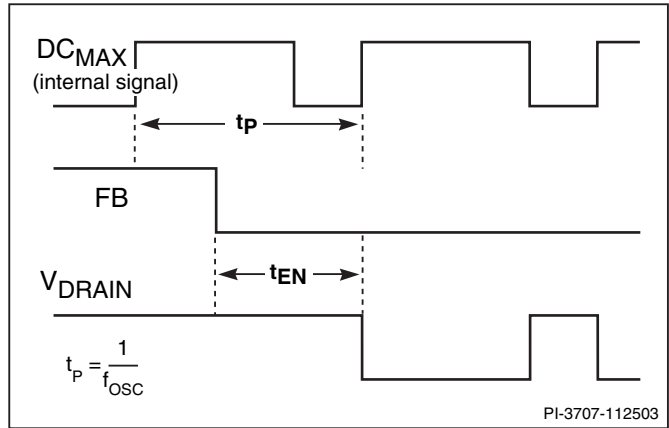 DCMAX
(internal signal)
tP
FB
tEN
VDRAIN
tP = 1/fOSC
PI-3707-112503